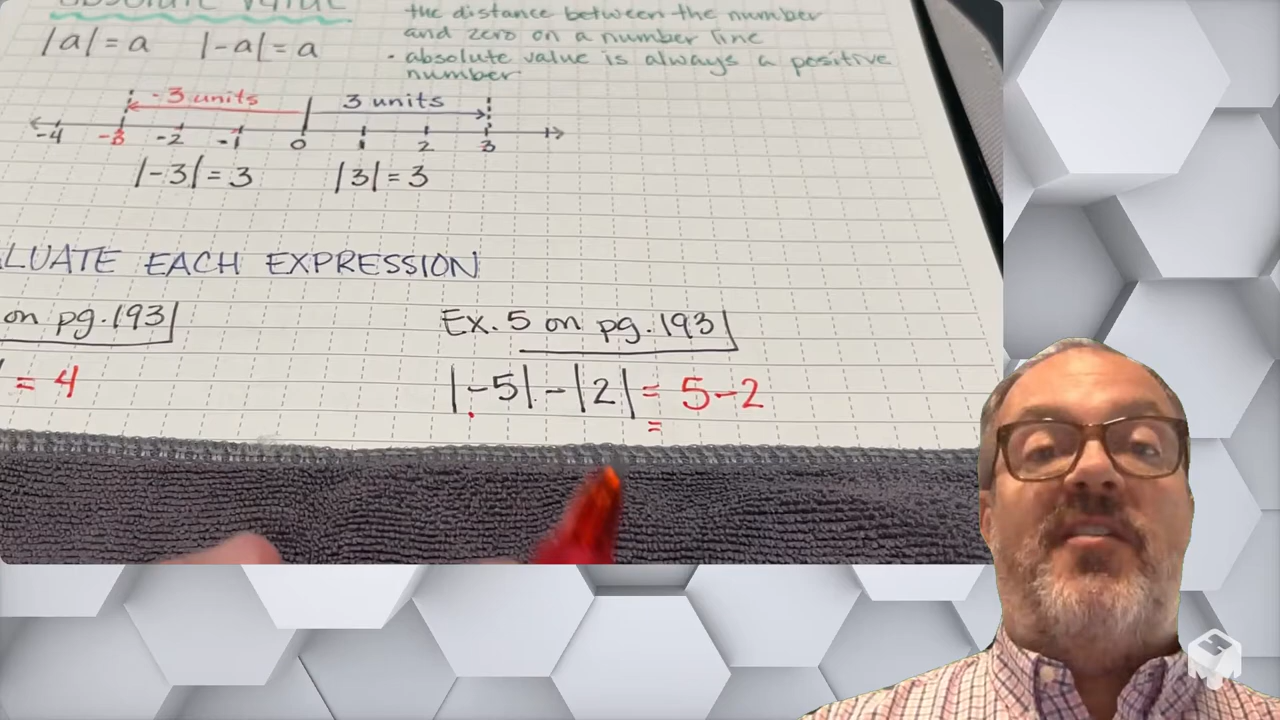 absolute value
the distance between the number
and zero on a number line
|a| = a |-a| = a
• absolute value is always a positive
number
-3 units 3 units
-4 -3 -2 -1 0 1 2 3
|-3| = 3 |3| = 3
LUATE EACH EXPRESSION
on pg. 193
Ex. 5 on pg. 193
= 4
|-5| - |2| = 5-2
=